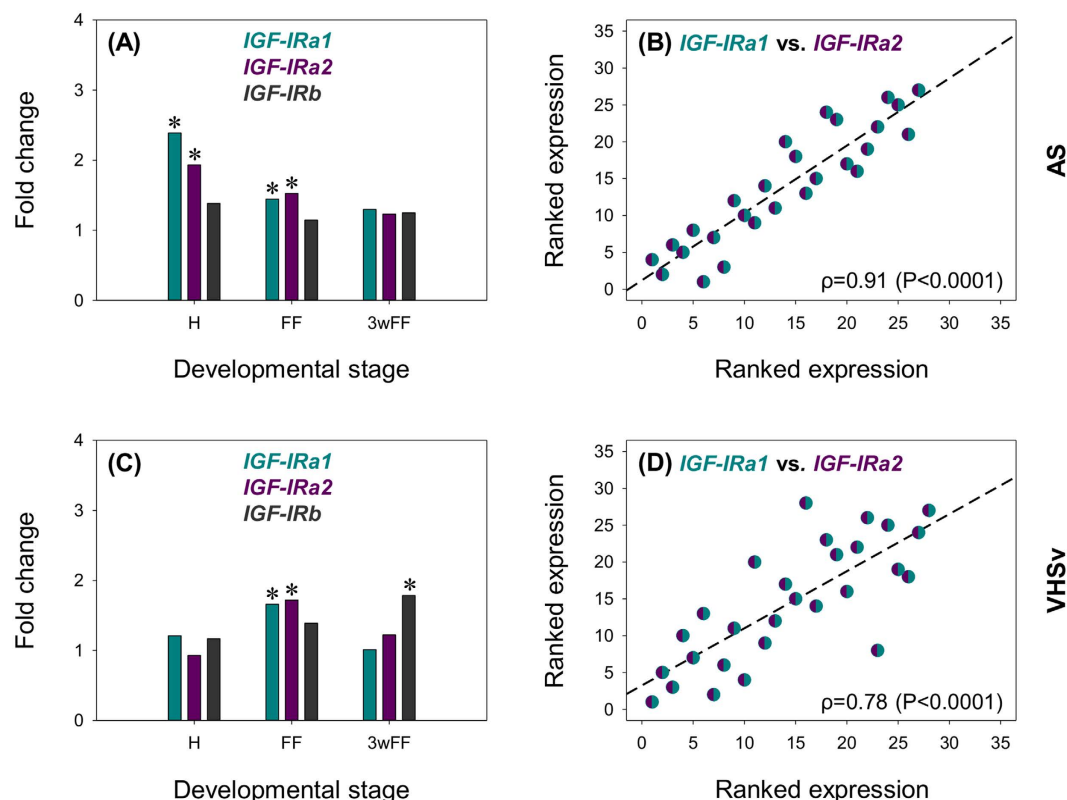 (A)
IGF-IRa1
IGF-IRa2
IGF-IRb
Fold change
4
3
2
1
0
* * * *
H FF 3wFF
Developmental stage
(B) IGF-IRa1 vs. IGF-IRa2
Ranked expression
35
30
25
20
15
10
5
0
ρ=0.91 (P<0.0001)
0 5 10 15 20 25 30 35
Ranked expression
AS
(C)
IGF-IRa1
IGF-IRa2
IGF-IRb
Fold change
4
3
2
1
0
* * *
H FF 3wFF
Developmental stage
(D) IGF-IRa1 vs. IGF-IRa2
Ranked expression
35
30
25
20
15
10
5
0
ρ=0.78 (P<0.0001)
0 5 10 15 20 25 30 35
Ranked expression
VHSv